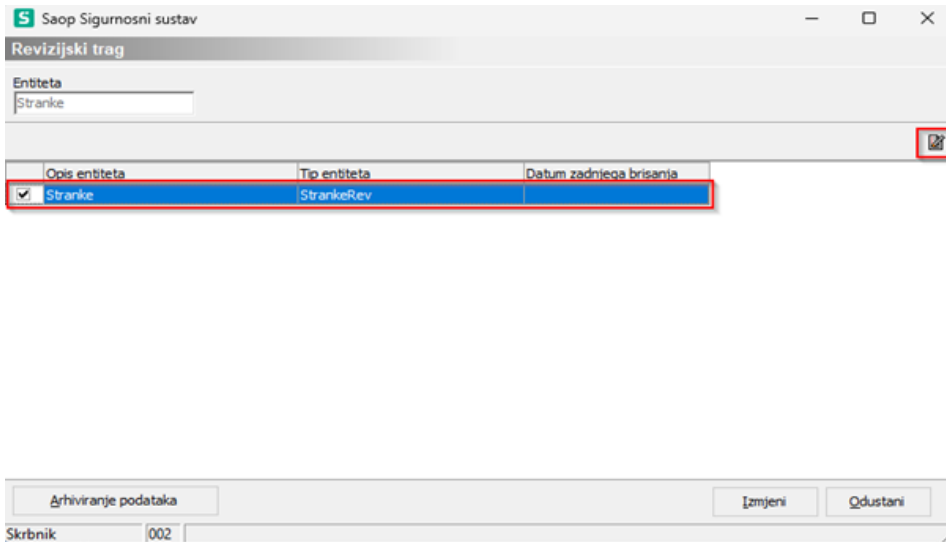 S Saop Sigurnosni sustav
Revizijski trag
Entiteta
Stranke
Opis entiteta Tip entiteta Datum zadnjega brisanja
Stranke StrankeRev
Arhiviranje podataka Izmjeni Odustani
Skrbnik 002